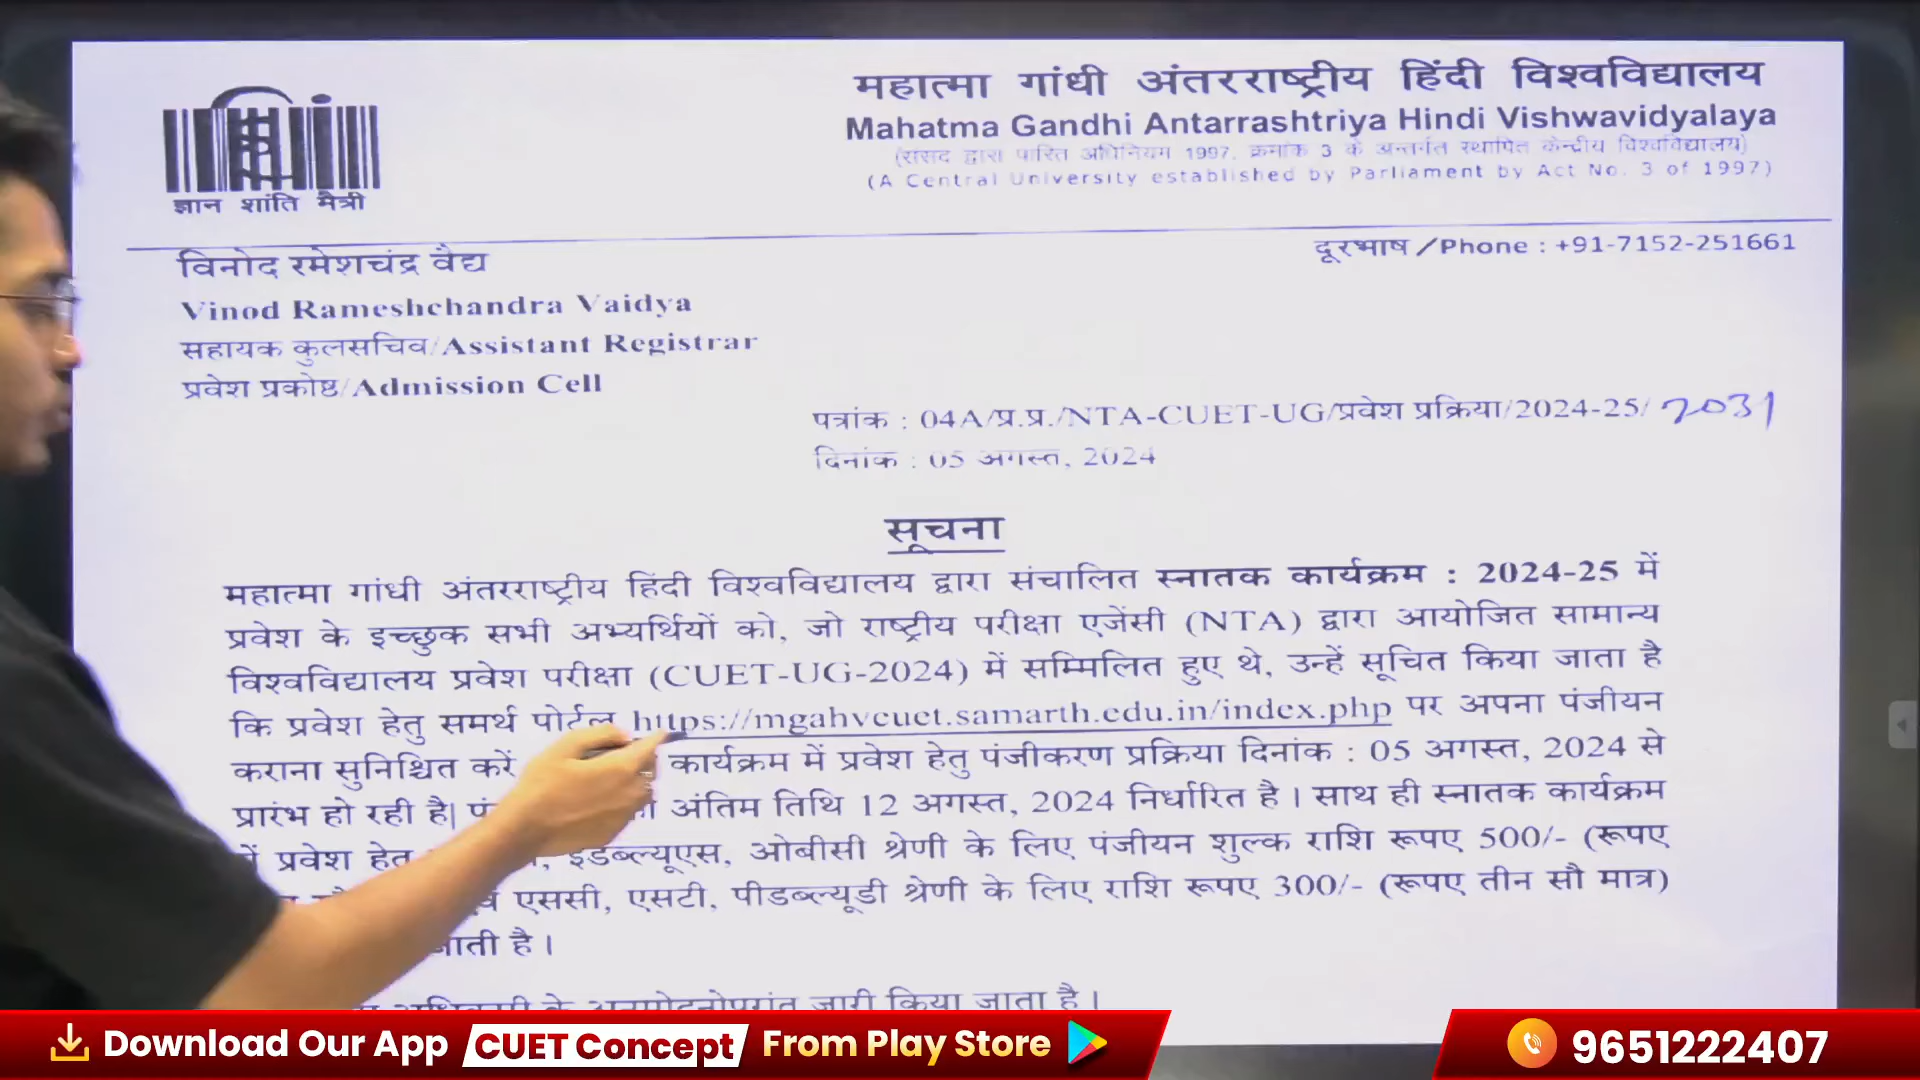 महात्मा गांधी अंतरराष्ट्रीय हिंदी विश्वविद्यालय
Mahatma Gandhi Antarrashtriya Hindi Vishwavidyalaya
(संसद द्वारा पारित अधिनियम 1997, क्रमांक 3 के अन्तर्गत स्थापित केन्द्रीय विश्वविद्यालय)
(A Central University established by Parliament by Act No. 3 of 1997)
ज्ञान शांति मैत्री
दूरभाष /Phone : +91-7152-251661
विनोद रमेशचंद्र वैद्य
Vinod Rameshchandra Vaidya
सहायक कुलसचिव/Assistant Registrar
प्रवेश प्रकोष्ठ/Admission Cell
पत्रांक : 04A/प्र.प्र./NTA-CUET-UG/प्रवेश प्रक्रिया/2024-25/ 2031
दिनांक : 05 अगस्त, 2024
सूचना
महात्मा गांधी अंतरराष्ट्रीय हिंदी विश्वविद्यालय द्वारा संचालित स्नातक कार्यक्रम : 2024-25 में
प्रवेश के इच्छुक सभी अभ्यर्थियों को, जो राष्ट्रीय परीक्षा एजेंसी (NTA) द्वारा आयोजित सामान्य
विश्वविद्यालय प्रवेश परीक्षा (CUET-UG-2024) में सम्मिलित हुए थे, उन्हें सूचित किया जाता है
कि प्रवेश हेतु समर्थ पोर्टल https://mgahvcuet.samarth.edu.in/index.php पर अपना पंजीयन
कराना सुनिश्चित करें कार्यक्रम में प्रवेश हेतु पंजीकरण प्रक्रिया दिनांक : 05 अगस्त, 2024 से
प्रारंभ हो रही है| अंतिम तिथि 12 अगस्त, 2024 निर्धारित है । साथ ही स्नातक कार्यक्रम
प्रवेश हेतु इडब्ल्यूएस, ओबीसी श्रेणी के लिए पंजीयन शुल्क राशि रूपए 500/- (रूपए
एससी, एसटी, पीडब्ल्यूडी श्रेणी के लिए राशि रूपए 300/- (रूपए तीन सौ मात्र)
है ।
के अनुमोदनोपरांत जारी किया जाता है ।
Download Our App CUET Concept From Play Store
9651222407